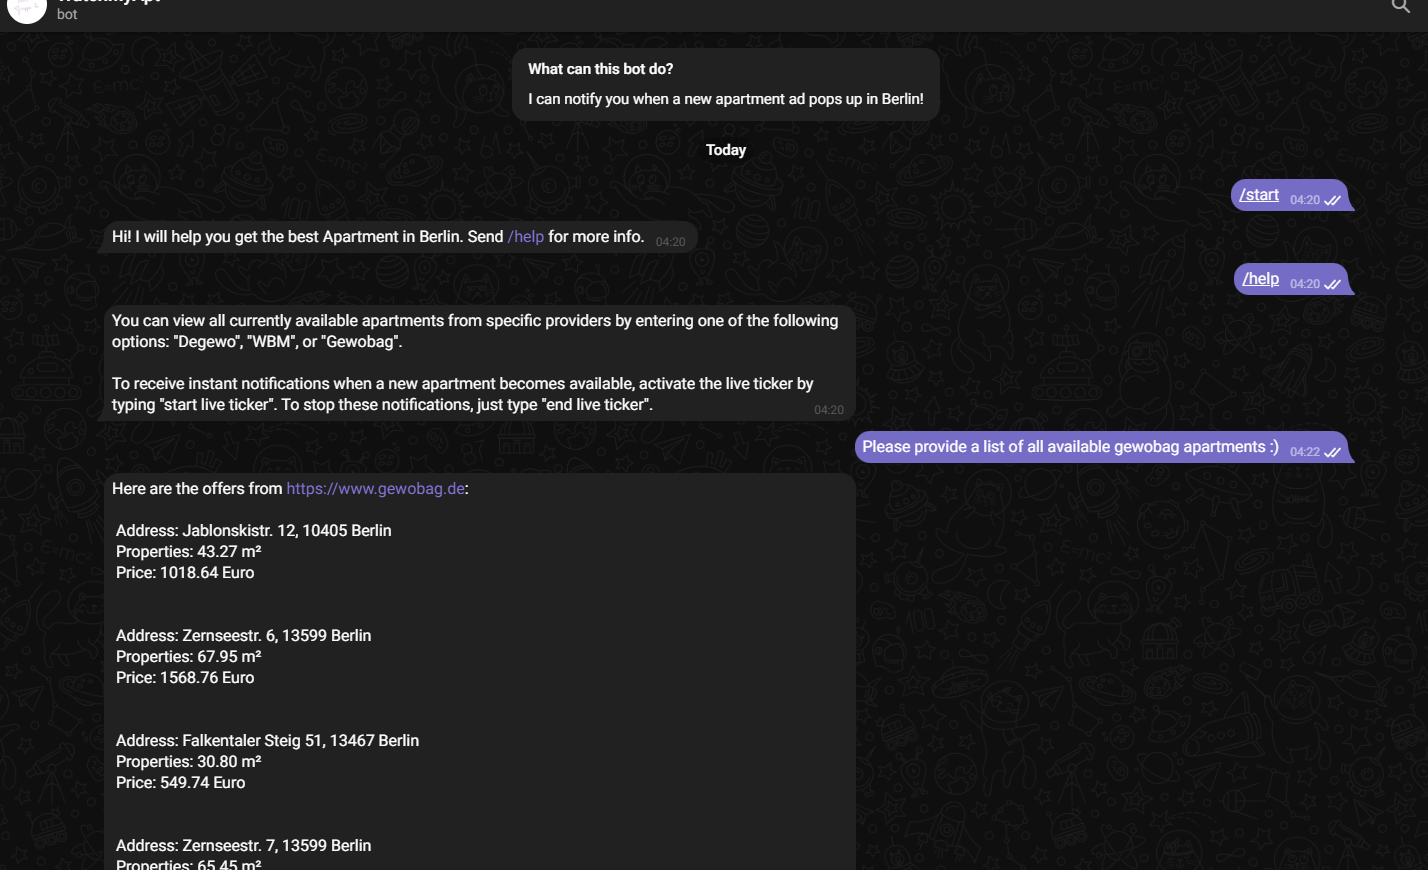 bot
What can this bot do?
I can notify you when a new apartment ad pops up in Berlin!
Today
/start 04:20
Hi! I will help you get the best Apartment in Berlin. Send /help for more info. 04:20
/help 04:20
You can view all currently available apartments from specific providers by entering one of the following
options: "Degewo", "WBM", or "Gewobag".
To receive instant notifications when a new apartment becomes available, activate the live ticker by
typing "start live ticker". To stop these notifications, just type "end live ticker". 04:20
Please provide a list of all available gewobag apartments :) 04:22
Here are the offers from https://www.gewobag.de:
Address: Jablonskistr. 12, 10405 Berlin
Properties: 43.27 m²
Price: 1018.64 Euro
Address: Zernseestr. 6, 13599 Berlin
Properties: 67.95 m²
Price: 1568.76 Euro
Address: Falkentaler Steig 51, 13467 Berlin
Properties: 30.80 m²
Price: 549.74 Euro
Address: Zernseestr. 7, 13599 Berlin
Properties: 65.45 m²